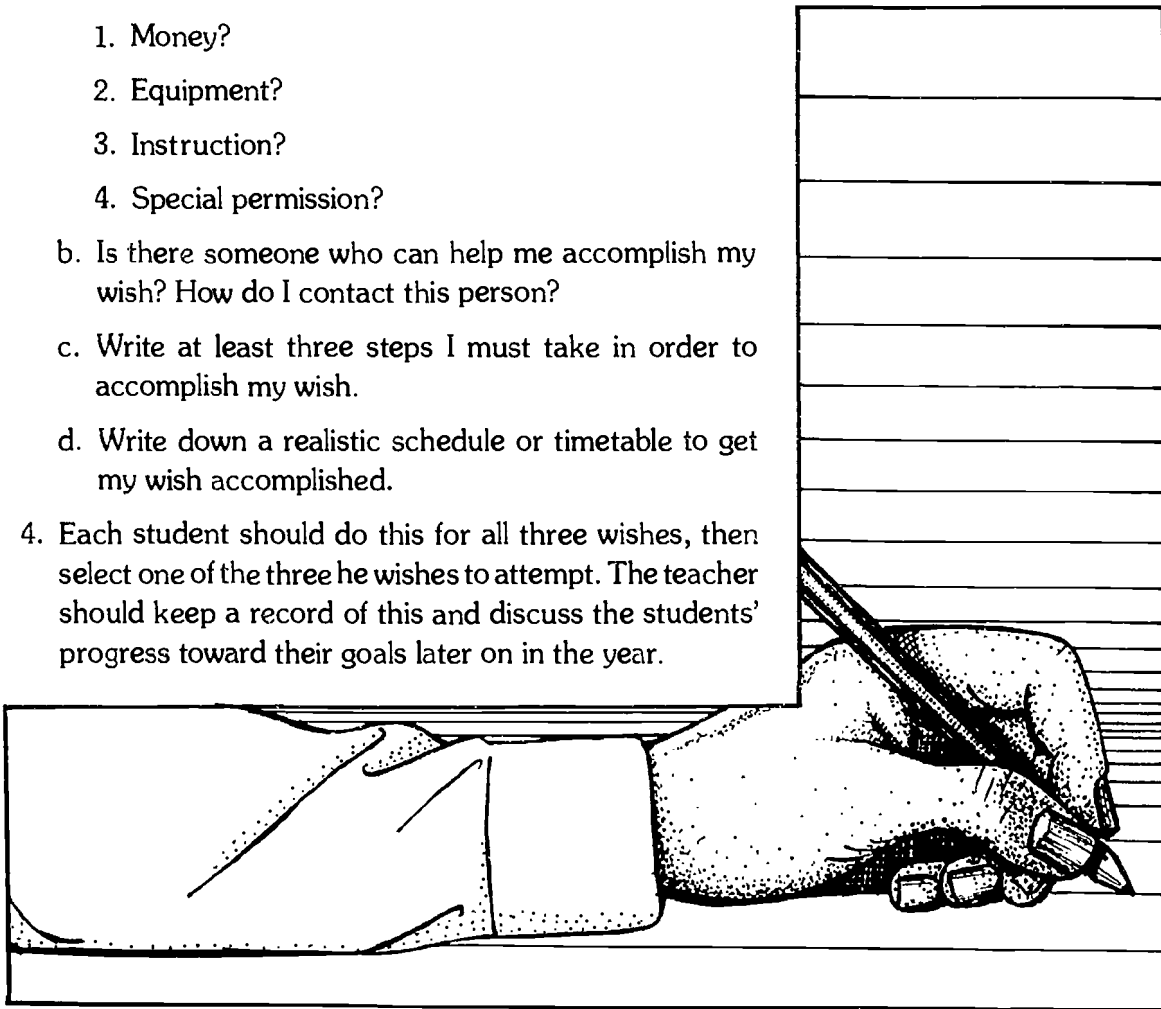 1. Money?
2. Equipment?
3. Instruction?
4. Special permission?
b. Is there someone who can help me accomplish my
wish? How do I contact this person?
c. Write at least three steps I must take in order to
accomplish my wish.
d. Write down a realistic schedule or timetable to get
my wish accomplished.
4. Each student should do this for all three wishes, then
select one of the three he wishes to attempt. The teacher
should keep a record of this and discuss the students'
progress toward their goals later on in the year.